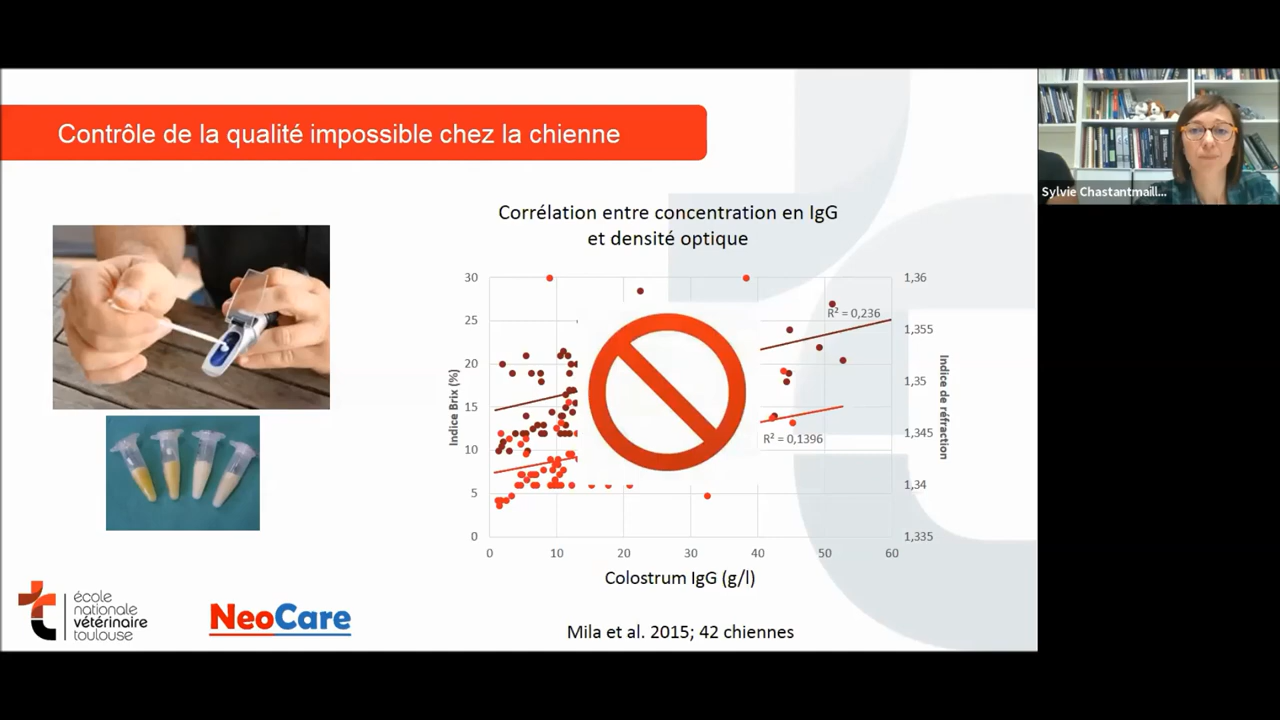 Contrôle de la qualité impossible chez la chienne
Sylvie Chastantmaill...
Corrélation entre concentration en IgG
et densité optique
30
25
20
15
10
5
0
Indice Brix (%)
1,36
1,355
1,35
1,345
1,34
1,335
Indice de réfraction
R² = 0,236
R² = 0,1396
0 10 20 30 40 50 60
Colostrum IgG (g/l)
Mila et al. 2015; 42 chiennes
école
nationale
vétérinaire
toulouse
NeoCare